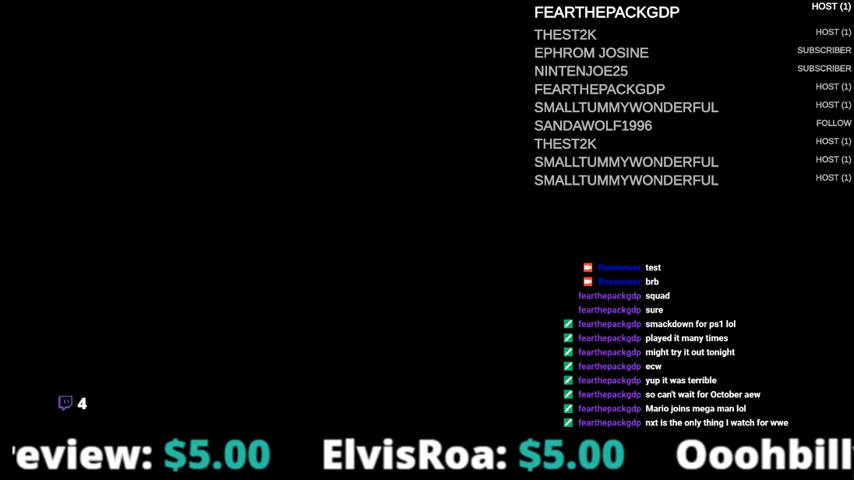 FEARTHEPACKGDP HOST (1)
THEST2K HOST (1)
EPHROM JOSINE SUBSCRIBER
NINTENJOE25 SUBSCRIBER
FEARTHEPACKGDP HOST (1)
SMALLTUMMYWONDERFUL HOST (1)
SANDAWOLF1996 FOLLOW
THEST2K HOST (1)
SMALLTUMMYWONDERFUL HOST (1)
SMALLTUMMYWONDERFUL HOST (1)
Ronmower test
Ronmower brb
fearthepackgdp squad
fearthepackgdp sure
fearthepackgdp smackdown for ps1 lol
fearthepackgdp played it many times
fearthepackgdp might try it out tonight
fearthepackgdp ecw
fearthepackgdp yup it was terrible
fearthepackgdp so can't wait for October aew
fearthepackgdp Mario joins mega man lol
fearthepackgdp nxt is the only thing I watch for wwe
4
eview: $5.00 ElvisRoa: $5.00 Ooohbill